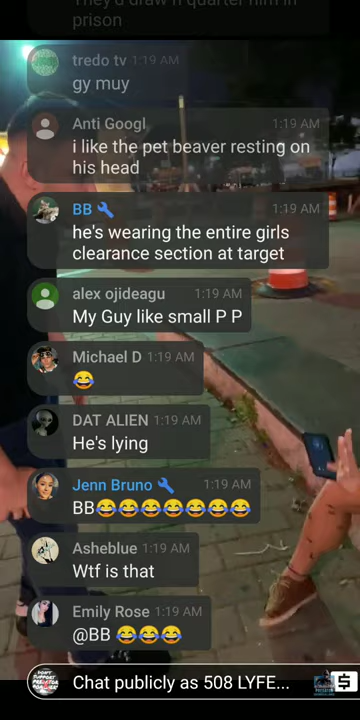 They'd draw n quarter him in
prison
tredo tv 1:19 AM
gy muy
Anti Googl 1:19 AM
i like the pet beaver resting on
his head
BB 🔧 1:19 AM
he's wearing the entire girls
clearance section at target
alex ojideagu 1:19 AM
My Guy like small P P
Michael D 1:19 AM
😂
DAT ALIEN 1:19 AM
He's lying
Jenn Bruno 🔧 1:19 AM
BB😂😂😂😂😂😂😂
Asheblue 1:19 AM
Wtf is that
Emily Rose 1:19 AM
@BB 😂😂😂
Chat publicly as 508 LYFE...
$